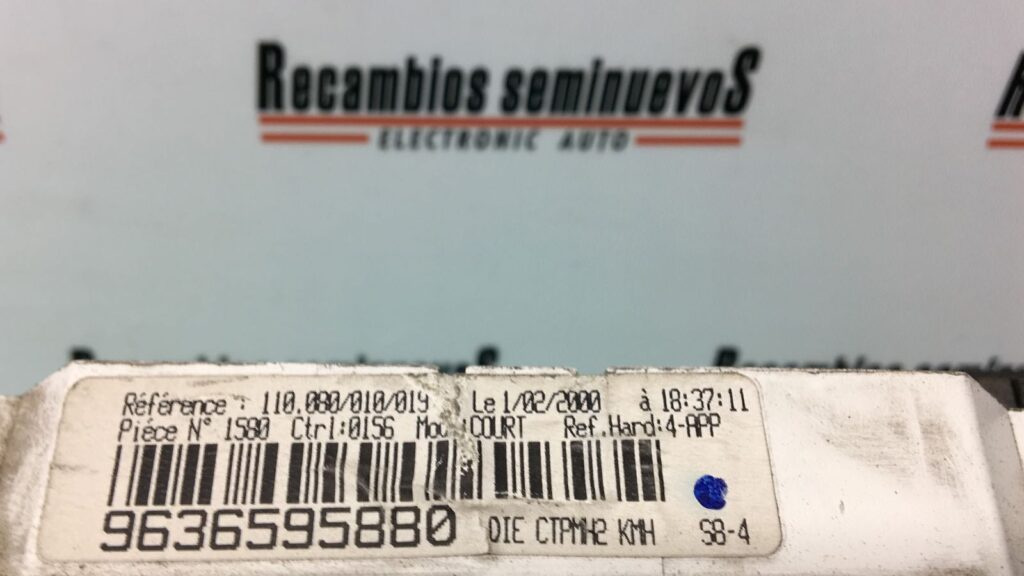 Recambios seminuevoS
ELECTRONIC AUTO
Référence : 110.080/010/019 Le 1/02/2000 à 18:37:11
Piéce N° 1580 Ctrl:0156 COURT Ref.Hard:4-APP
9636595880 DIE CTPMH2 KMH S8-4